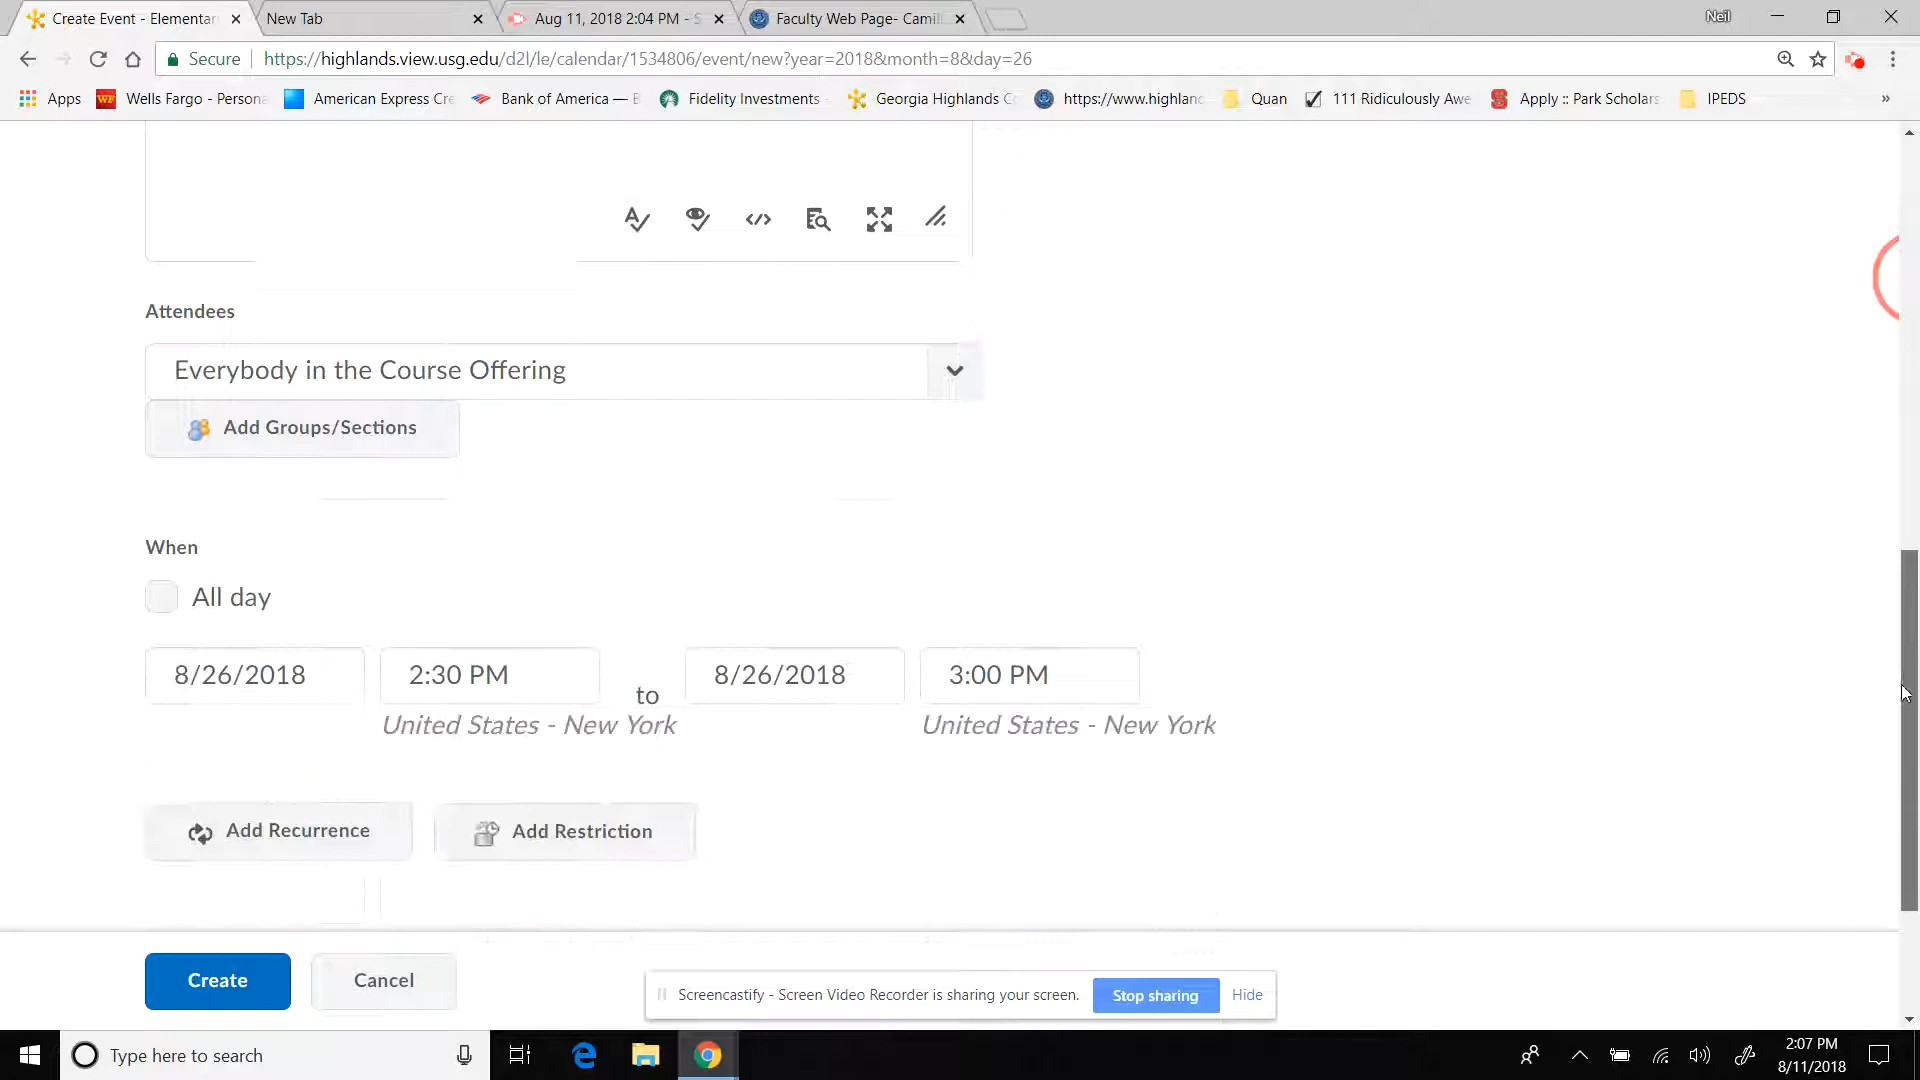 Create Event - Elementar
New Tab
Aug 11, 2018 2:04 PM - S
Faculty Web Page- Camill
Neil
Secure
https://highlands.view.usg.edu/d2l/le/calendar/1534806/event/new?year=2018&month=8&day=26
Apps
Wells Fargo - Persona
American Express Cre
Bank of America — B
Fidelity Investments
Georgia Highlands C
https://www.highlanc
Quan
111 Ridiculously Awe
Apply :: Park Scholars
IPEDS
»
Attendees
Everybody in the Course Offering
Add Groups/Sections
When
All day
8/26/2018
2:30 PM
to
8/26/2018
3:00 PM
United States - New York
United States - New York
Add Recurrence
Add Restriction
Create
Cancel
Screencastify - Screen Video Recorder is sharing your screen.
Stop sharing
Hide
Type here to search
2:07 PM
8/11/2018